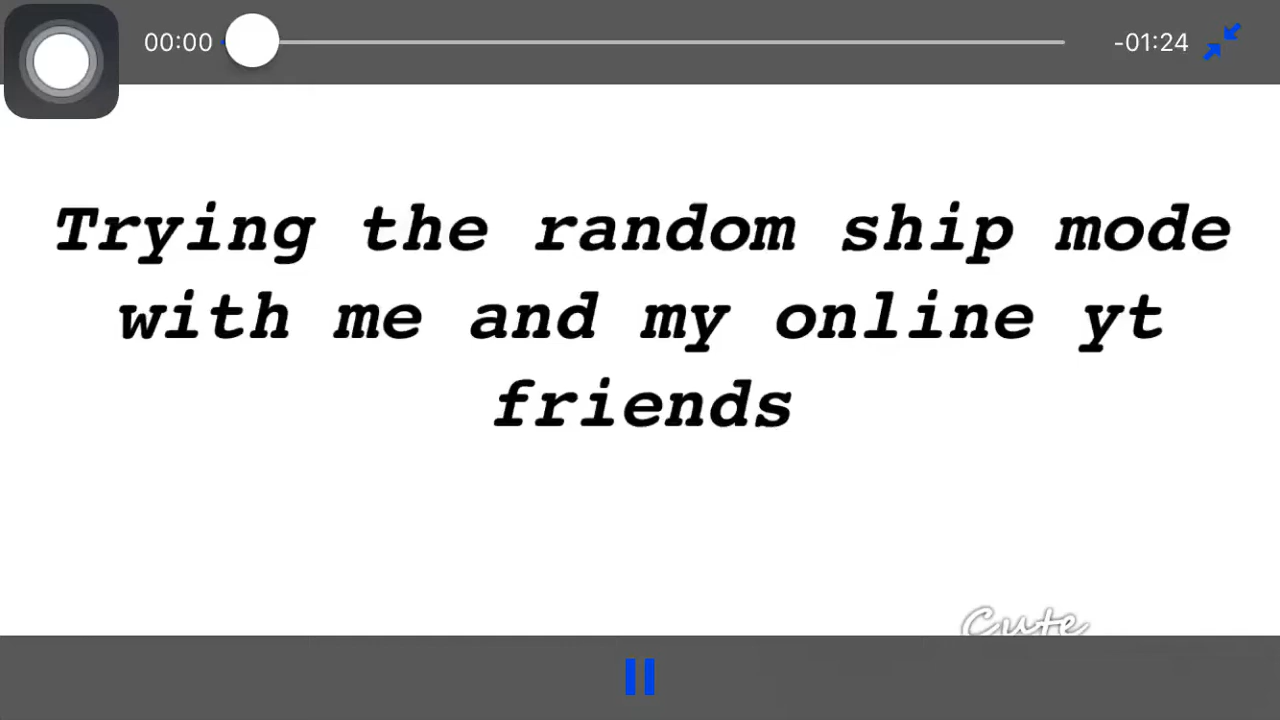 00:00
-01:24
Trying the random ship mode
with me and my online yt
friends
Cute